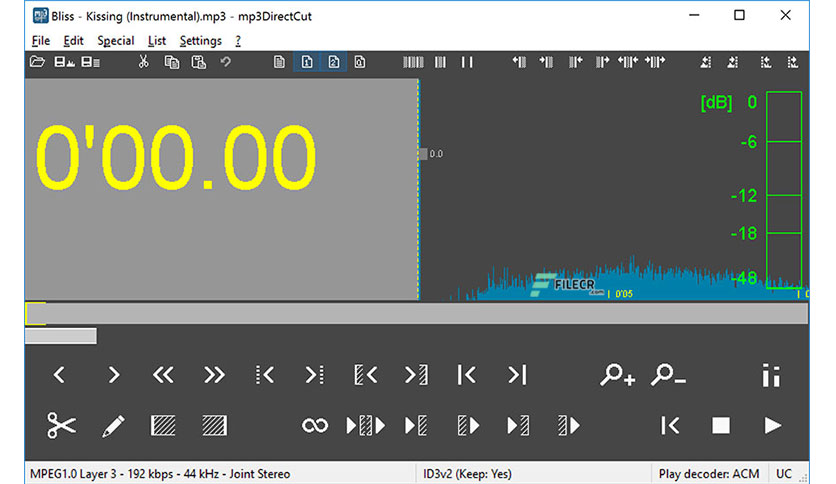 Bliss - Kissing (Instrumental).mp3 - mp3DirectCut
File Edit Special List Settings ?
[dB] 0
0'00.00
-6
0.0
-12
-18
-48
FILECR
.com
0'05
MPEG1.0 Layer 3 - 192 kbps - 44 kHz - Joint Stereo ID3v2 (Keep: Yes) Play decoder: ACM UC